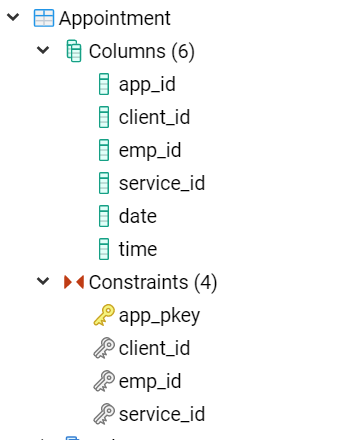 Appointment
Columns (6)
app_id
client_id
emp_id
service_id
date
time
Constraints (4)
app_pkey
client_id
emp_id
service_id